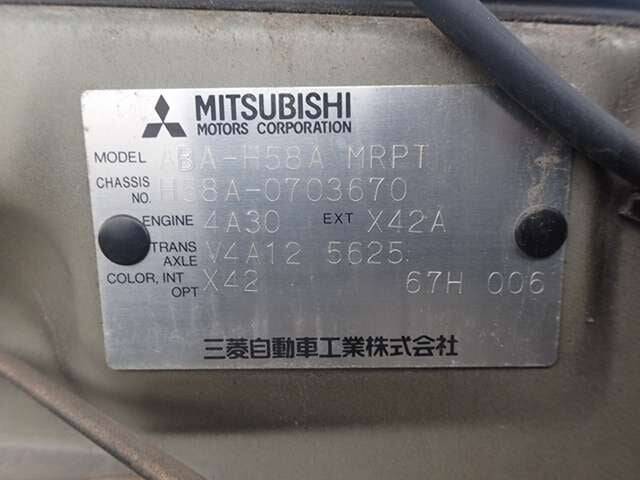 MITSUBISHI
MOTORS CORPORATION
MODEL ABA-H58A MRPT
CHASSIS NO. H58A-0703670
ENGINE 4A30 EXT X42A
TRANS AXLE V4A12 5625
COLOR, INT OPT X42 67H 006
三菱自動車工業株式会社